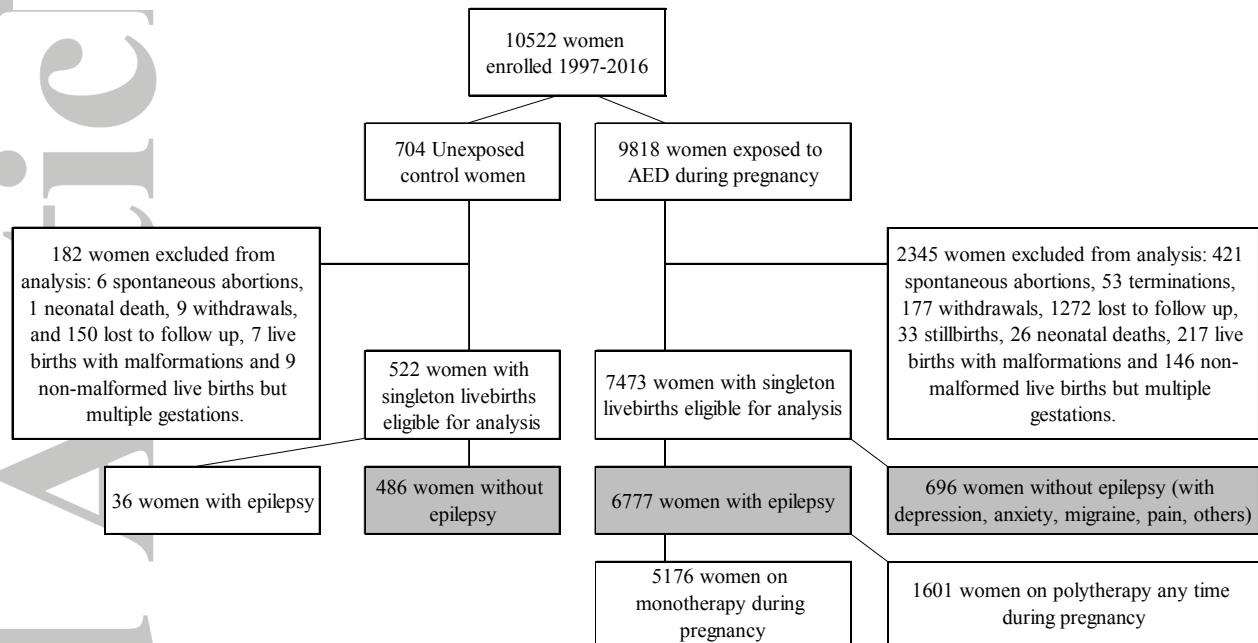 10522 women
enrolled 1997-2016
704 Unexposed
control women
9818 women exposed to
AED during pregnancy
182 women excluded from
analysis: 6 spontaneous abortions,
1 neonatal death, 9 withdrawals,
and 150 lost to follow up, 7 live
births with malformations and 9
non-malformed live births but
multiple gestations.
2345 women excluded from analysis: 421
spontaneous abortions, 53 terminations,
177 withdrawals, 1272 lost to follow up,
33 stillbirths, 26 neonatal deaths, 217 live
births with malformations and 146 non-
malformed live births but multiple
gestations.
522 women with
singleton livebirths
eligible for analysis
7473 women with singleton
livebirths eligible for analysis
36 women with epilepsy
486 women without
epilepsy
6777 women with epilepsy
696 women without epilepsy (with
depression, anxiety, migraine, pain, others)
5176 women on
monotherapy during
pregnancy
1601 women on polytherapy any time
during pregnancy